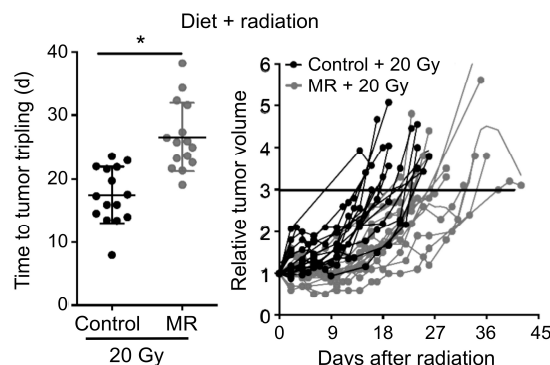 Diet + radiation
*
Time to tumor tripling (d)
40
30
20
10
0
Control MR
20 Gy
Relative tumor volume
6
5
4
3
2
1
0
Control + 20 Gy
MR + 20 Gy
0 9 18 27 36 45
Days after radiation